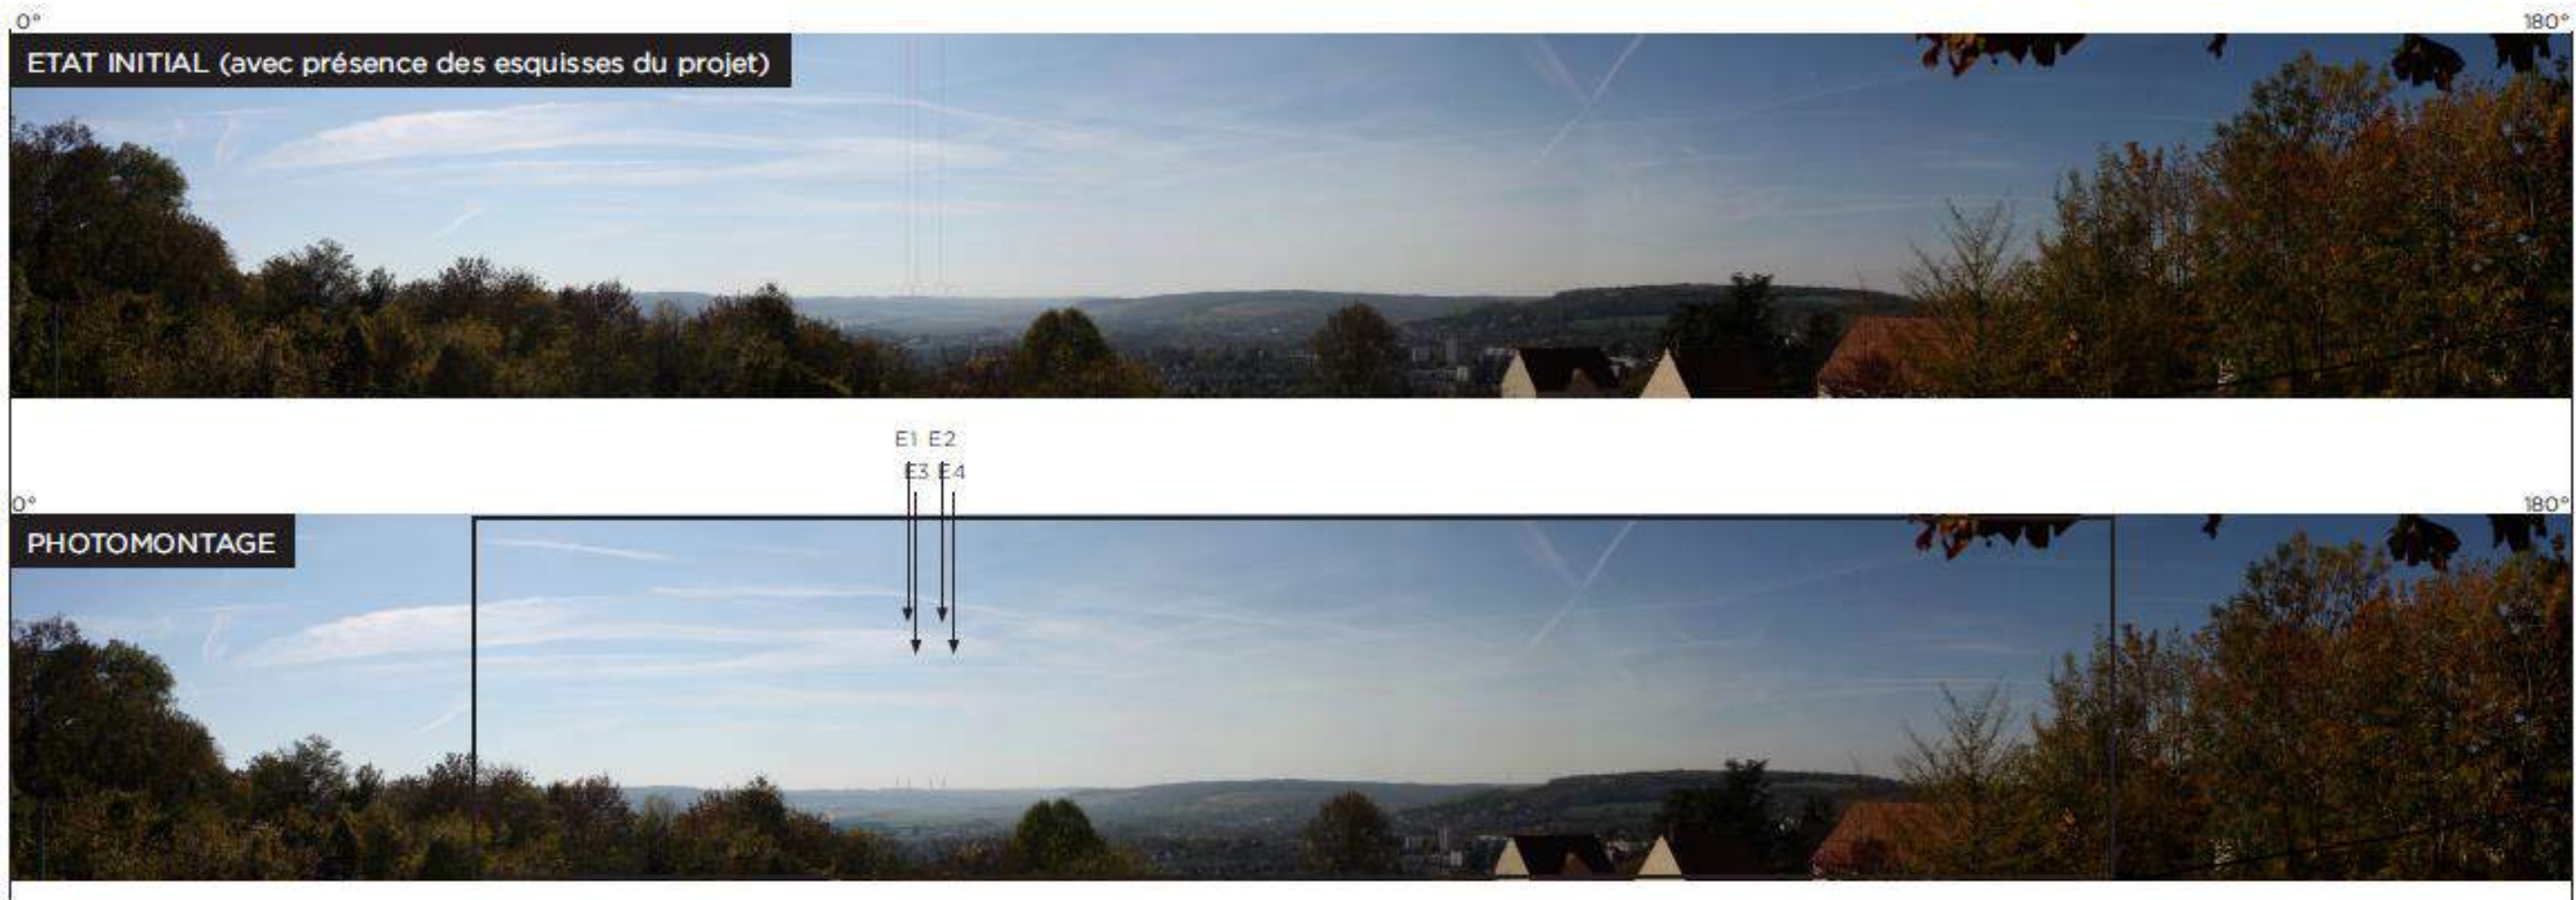 0° 180°
ETAT INITIAL (avec présence des esquisses du projet)
E1 E2
E3 E4
0° 180°
PHOTOMONTAGE